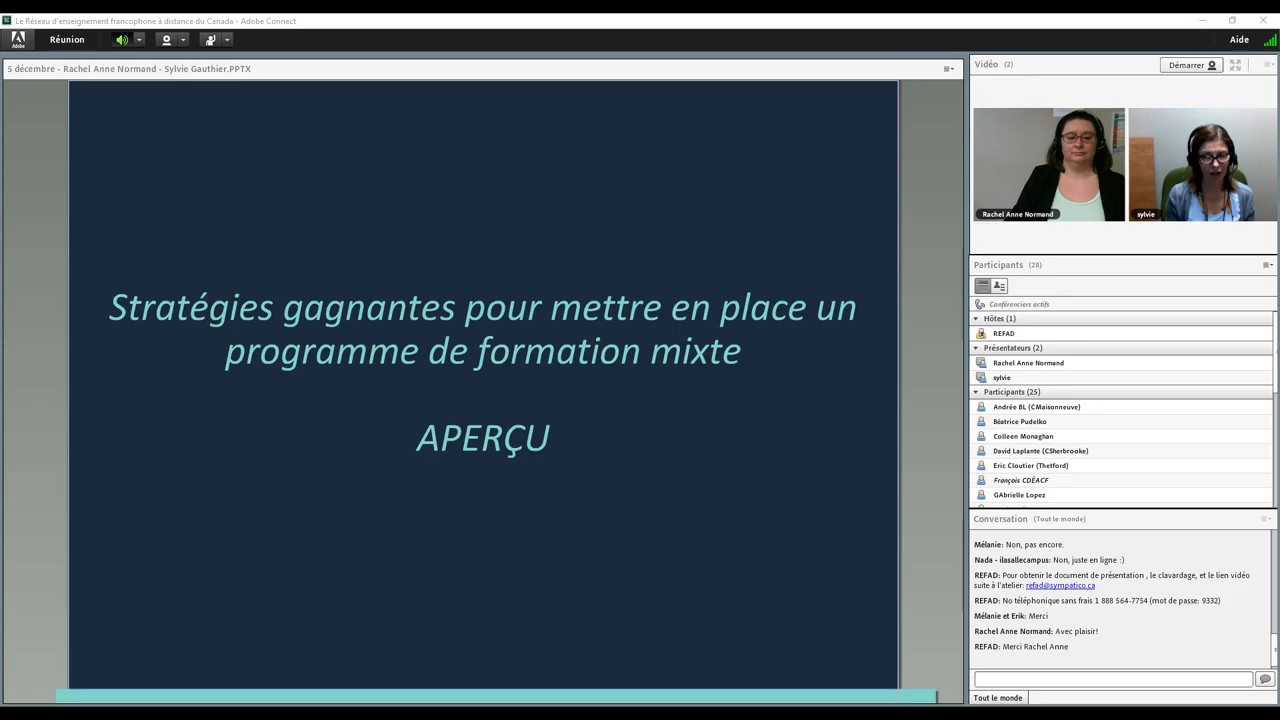 Le Réseau d'enseignement francophone à distance du Canada - Adobe Connect
Adobe
Réunion
Aide
5 décembre - Rachel Anne Normand - Sylvie Gauthier.PPTX
Stratégies gagnantes pour mettre en place un
programme de formation mixte
APERÇU
Vidéo (2)
Démarrer
Rachel Anne Normand
sylvie
Participants (28)
Conférenciers actifs
Hôtes (1)
REFAD
Présentateurs (2)
Rachel Anne Normand
sylvie
Participants (25)
Andrée BL (CMaisonneuve)
Béatrice Pudelko
Colleen Monaghan
David Laplante (CSherbrooke)
Eric Cloutier (Thetford)
François CDÉACF
GAbrielle Lopez
Conversation (Tout le monde)
Mélanie: Non, pas encore.
Nada - ilasallecampus: Non, juste en ligne :)
REFAD: Pour obtenir le document de présentation , le clavardage, et le lien vidéo
suite à l'atelier: refad@sympatico.ca
REFAD: No téléphonique sans frais 1 888 564-7754 (mot de passe: 9332)
Mélanie et Erik: Merci
Rachel Anne Normand: Avec plaisir!
REFAD: Merci Rachel Anne
Tout le monde